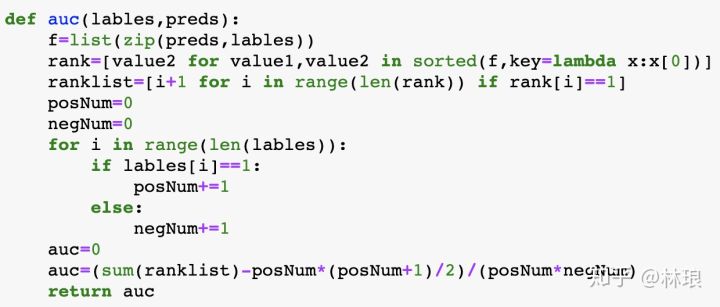 def auc(lables,preds):
    f=list(zip(preds,lables))
    rank=[value2 for value1,value2 in sorted(f,key=lambda x:x[0])]
    ranklist=[i+1 for i in range(len(rank)) if rank[i]==1]
    posNum=0
    negNum=0
    for i in range(len(lables)):
        if lables[i]==1:
            posNum+=1
        else:
            negNum+=1
    auc=0
    auc=(sum(ranklist)-posNum*(posNum+1)/2)/(posNum*negNum)
    return auc
知乎 @林琅